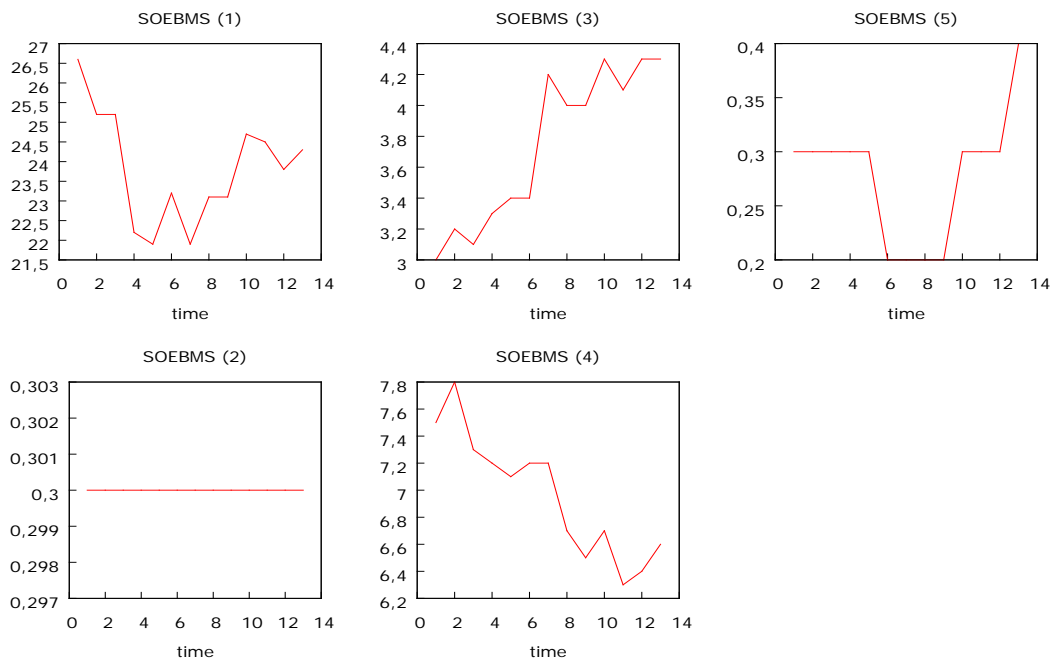 SOEBMS (1)
27
26,5
26
25,5
25
24,5
24
23,5
23
22,5
22
21,5
0 2 4 6 8 10 12 14
time
SOEBMS (3)
4,4
4,2
4
3,8
3,6
3,4
3,2
3
0 2 4 6 8 10 12 14
time
SOEBMS (5)
0,4
0,35
0,3
0,25
0,2
0 2 4 6 8 10 12 14
time
SOEBMS (2)
0,303
0,302
0,301
0,3
0,299
0,298
0,297
0 2 4 6 8 10 12 14
time
SOEBMS (4)
7,8
7,6
7,4
7,2
7
6,8
6,6
6,4
6,2
0 2 4 6 8 10 12 14
time